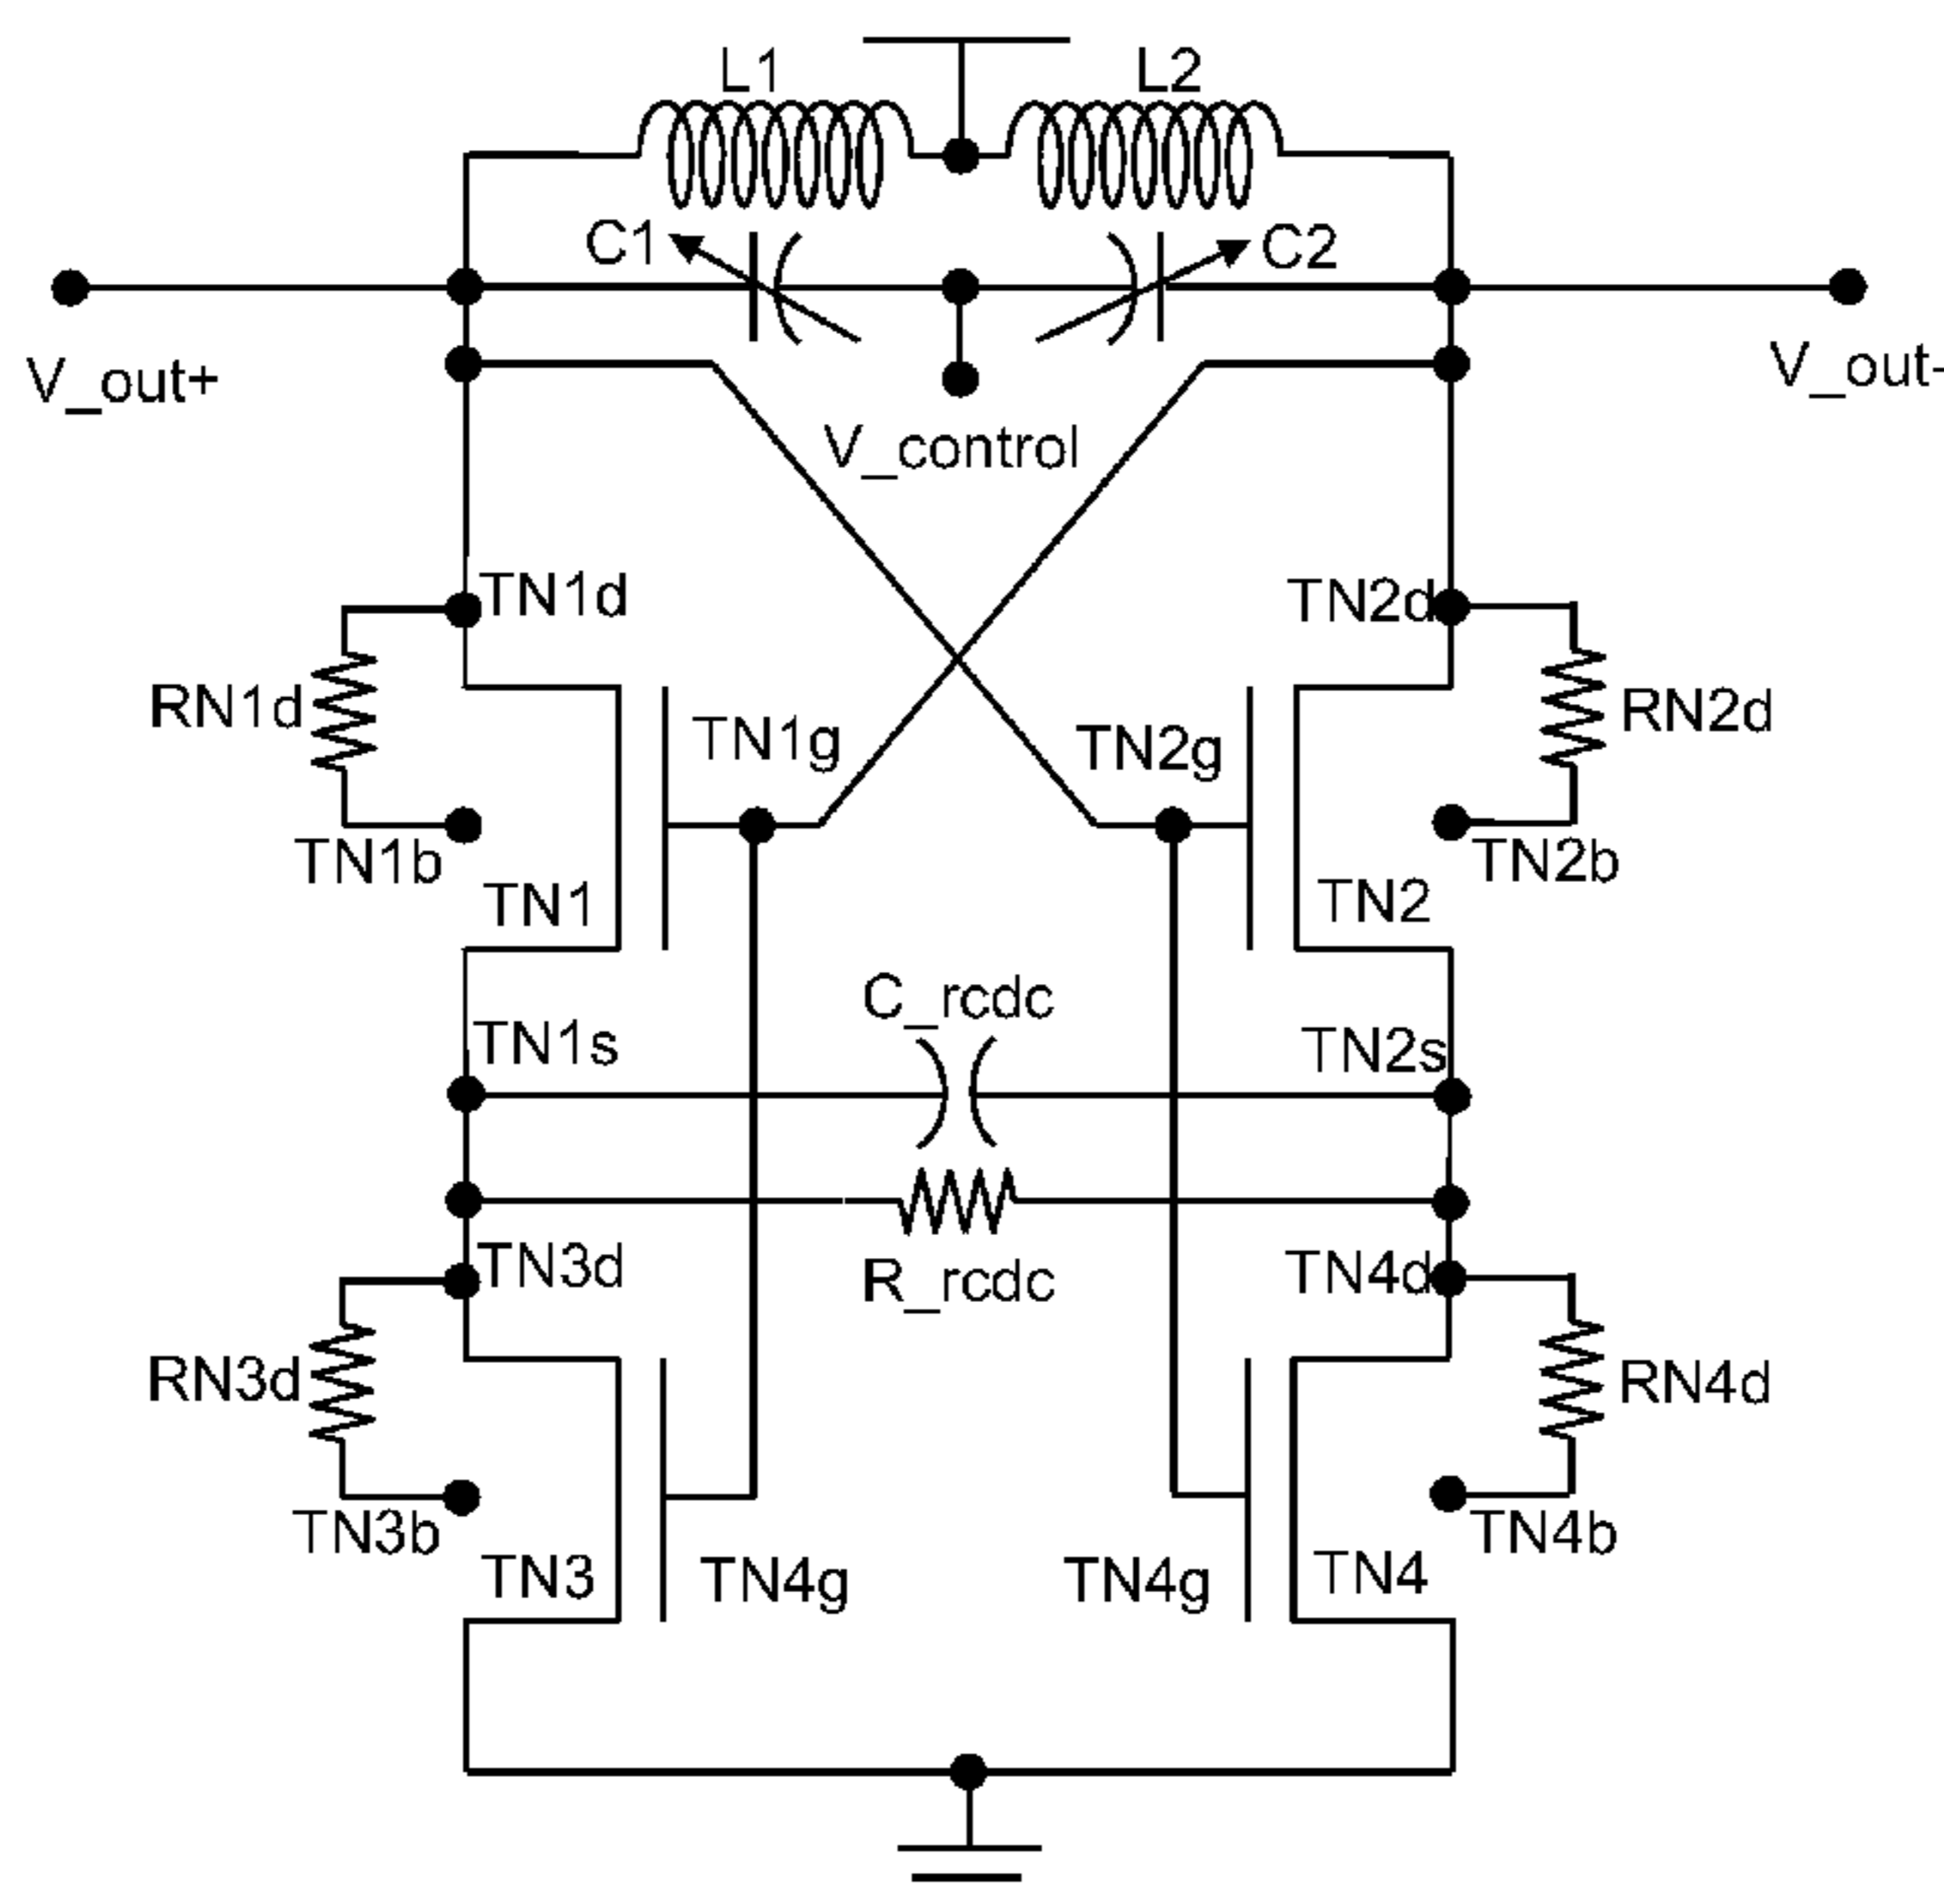 L1
L2
C1
C2
V_out+
V_out-
V_control
TN1d
TN2d
RN1d
TN1g
TN2g
RN2d
TN1b
TN2b
TN1
TN2
C_rcdc
TN1s
TN2s
TN3d
R_rcdc
TN4d
RN3d
RN4d
TN3b
TN4b
TN3
TN4g
TN4g
TN4